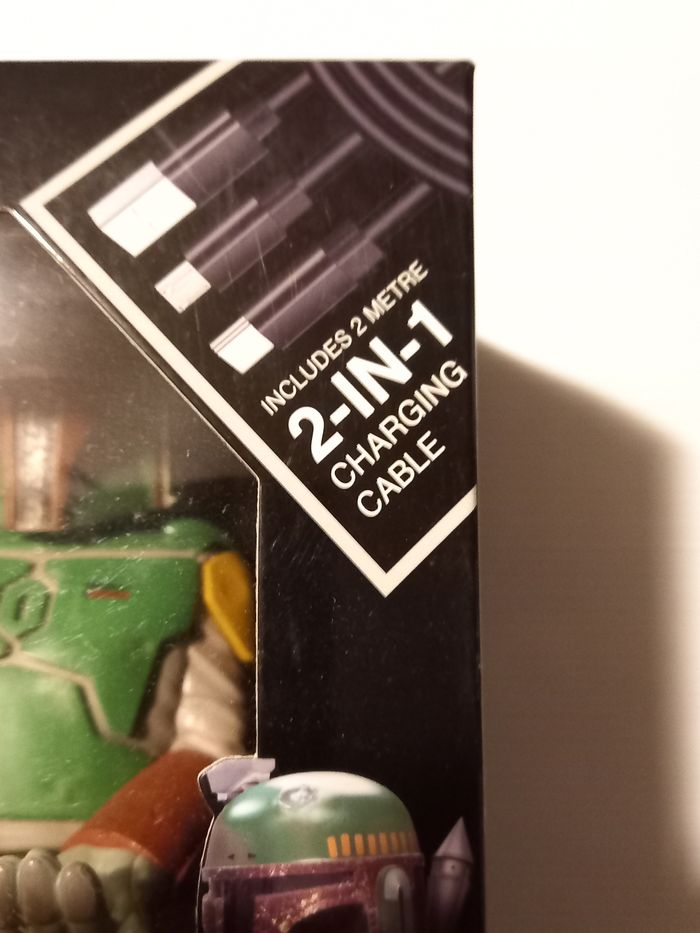 INCLUDES 2 METRE
2-IN-1
CHARGING
CABLE